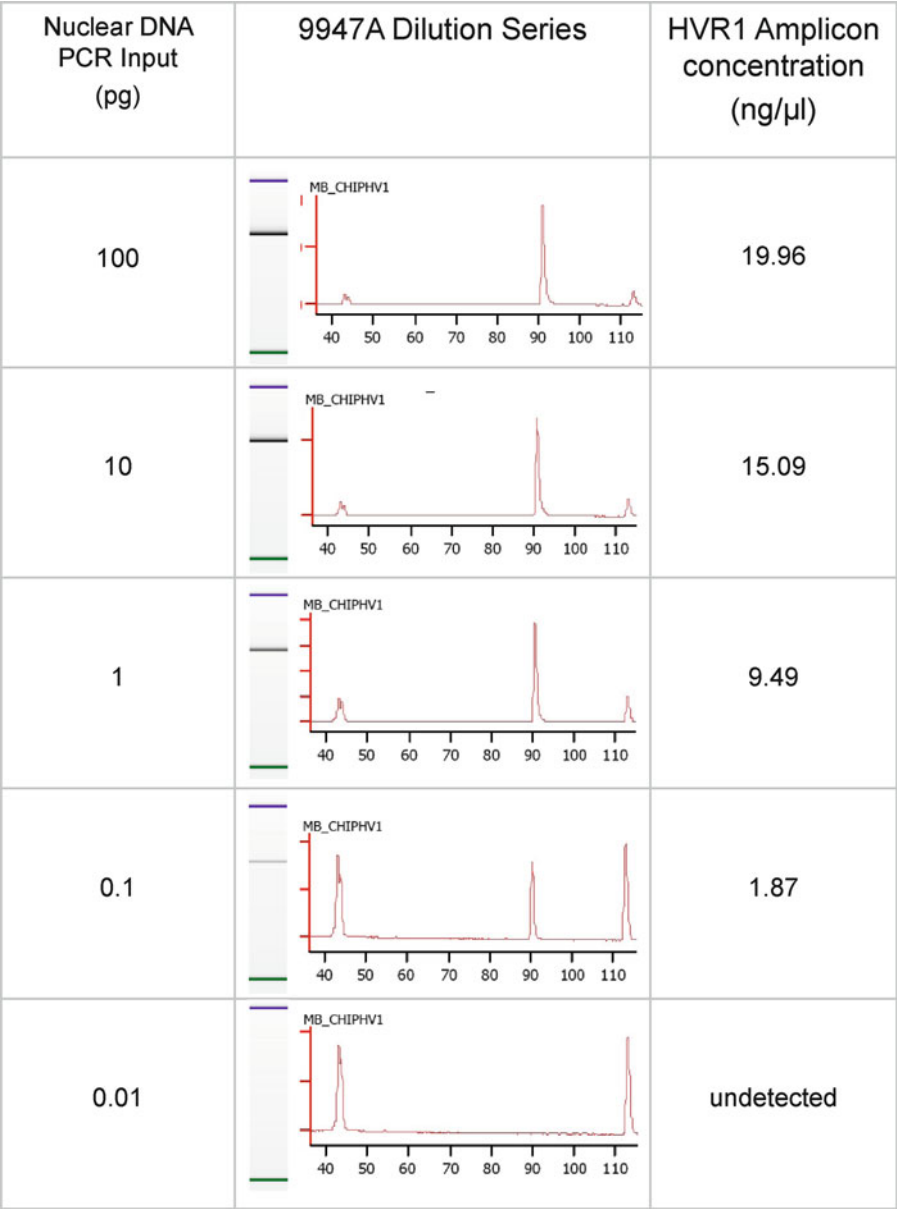 Nuclear DNA
PCR Input
(pg)
9947A Dilution Series
HVR1 Amplicon
concentration
(ng/µl)
100
MB_CHIPHV1
40 50 60 70 80 90 100 110
19.96
10
MB_CHIPHV1
40 50 60 70 80 90 100 110
15.09
1
MB_CHIPHV1
40 50 60 70 80 90 100 110
9.49
0.1
MB_CHIPHV1
40 50 60 70 80 90 100 110
1.87
0.01
MB_CHIPHV1
40 50 60 70 80 90 100 110
undetected